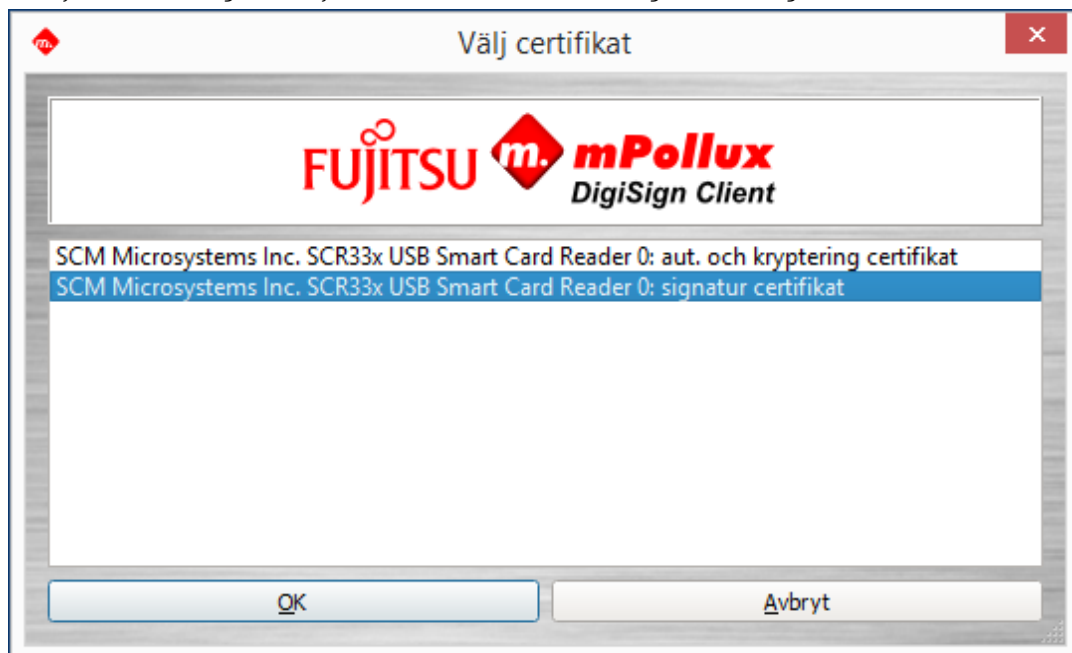 Välj certifikat
m.
FUJITSU m. mPollux
DigiSign Client
SCM Microsystems Inc. SCR33x USB Smart Card Reader 0: aut. och kryptering certifikat
SCM Microsystems Inc. SCR33x USB Smart Card Reader 0: signatur certifikat
OK
Avbryt